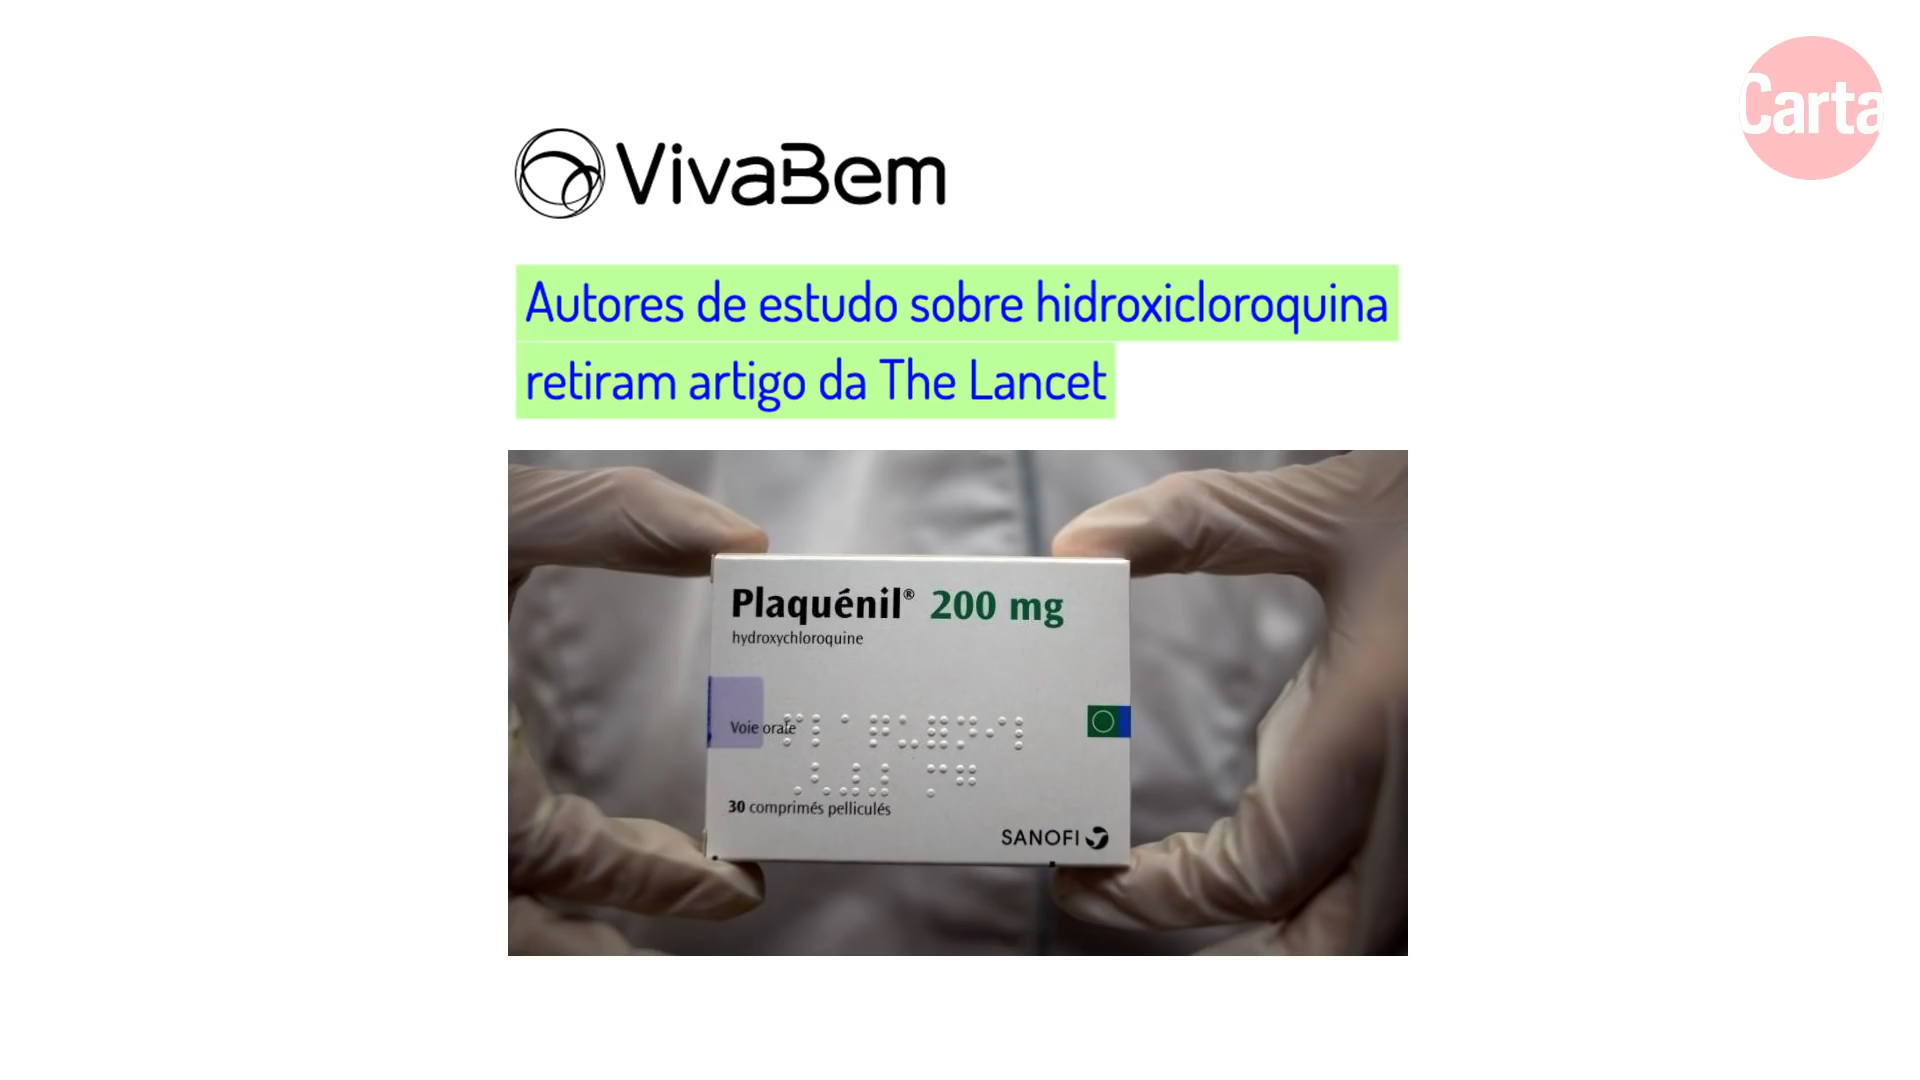 Carta
VivaBem
Autores de estudo sobre hidroxicloroquina
retiram artigo da The Lancet
Plaquénil® 200 mg
hydroxychloroquine
Voie orale
30 comprimés pelliculés
SANOFI